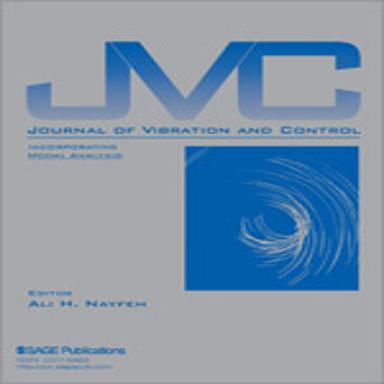 JVC
JOURNAL OF VIBRATION AND CONTROL
INCORPORATING
MODAL ANALYSIS
EDITOR
ALI H. NAYFEH
SAGE Publications